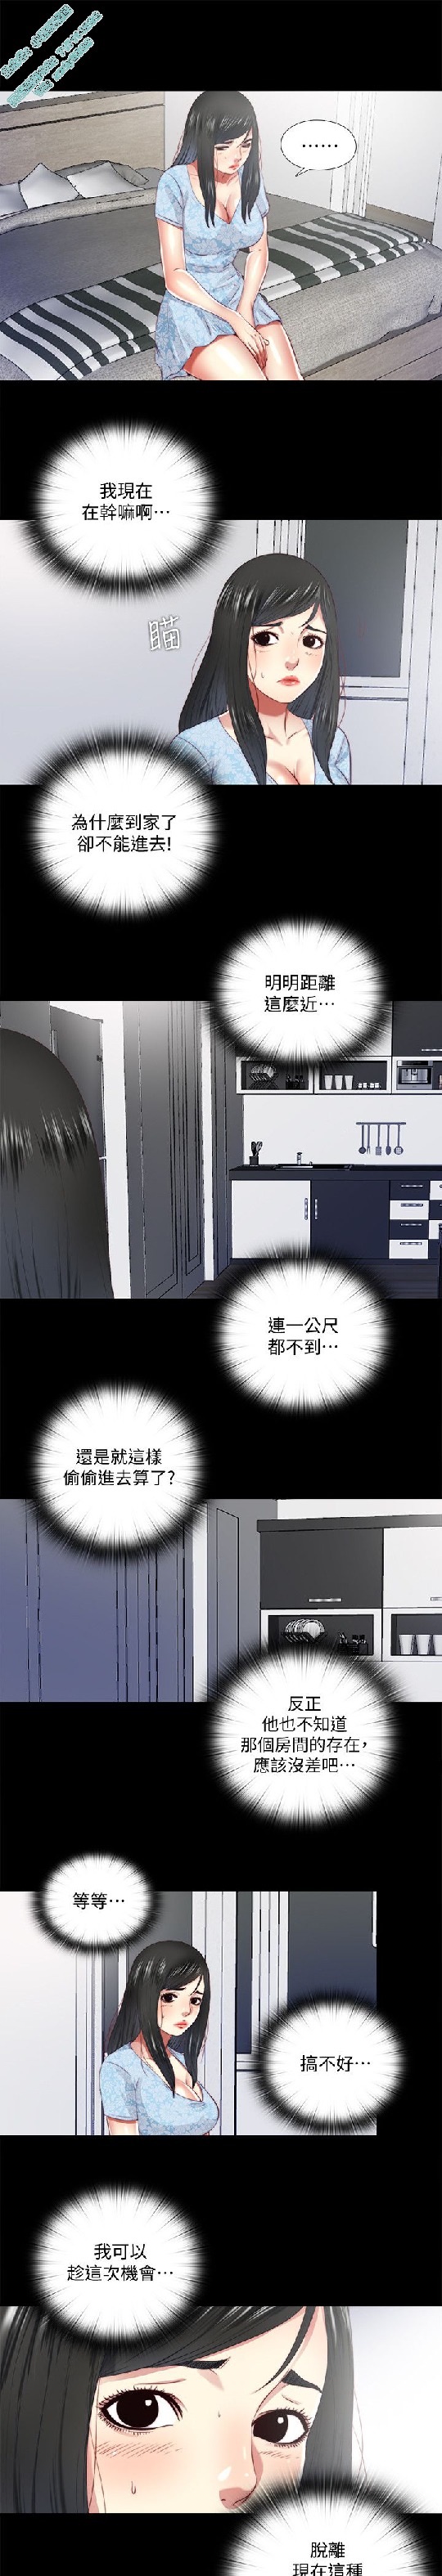 ……
我現在
在幹嘛啊…
瞄
為什麼到家了
卻不能進去!
明明距離
這麼近…
連一公尺
都不到…
還是就這樣
偷偷進去算了?
反正
他也不知道
那個房間的存在,
應該沒差吧…
等等…
搞不好…
我可以
趁這次機會…
脫離
現在這種